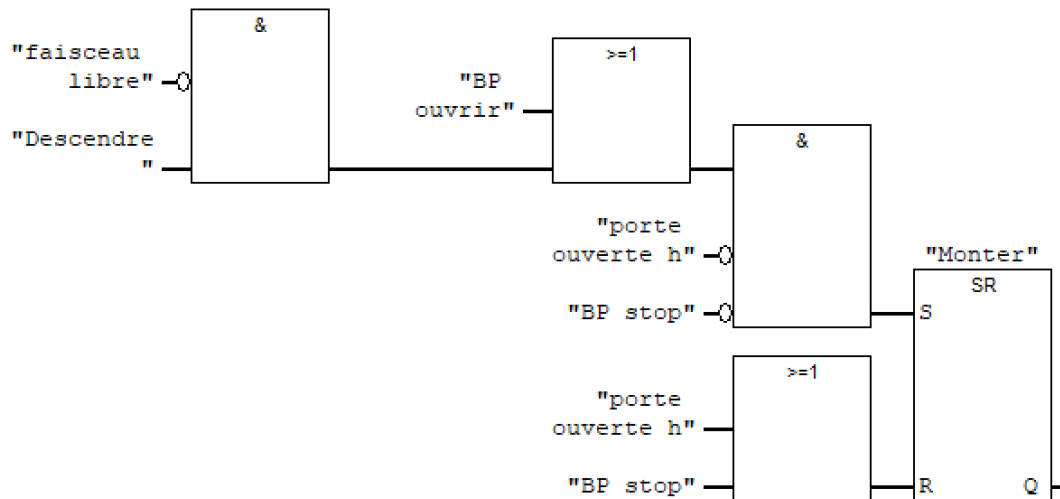 &
"faisceau
libre"
"Descendre
"
>=1
"BP
ouvrir"
&
"porte
ouverte h"
"BP stop"
"Monter"
SR
S
>=1
"porte
ouverte h"
"BP stop"
R
Q